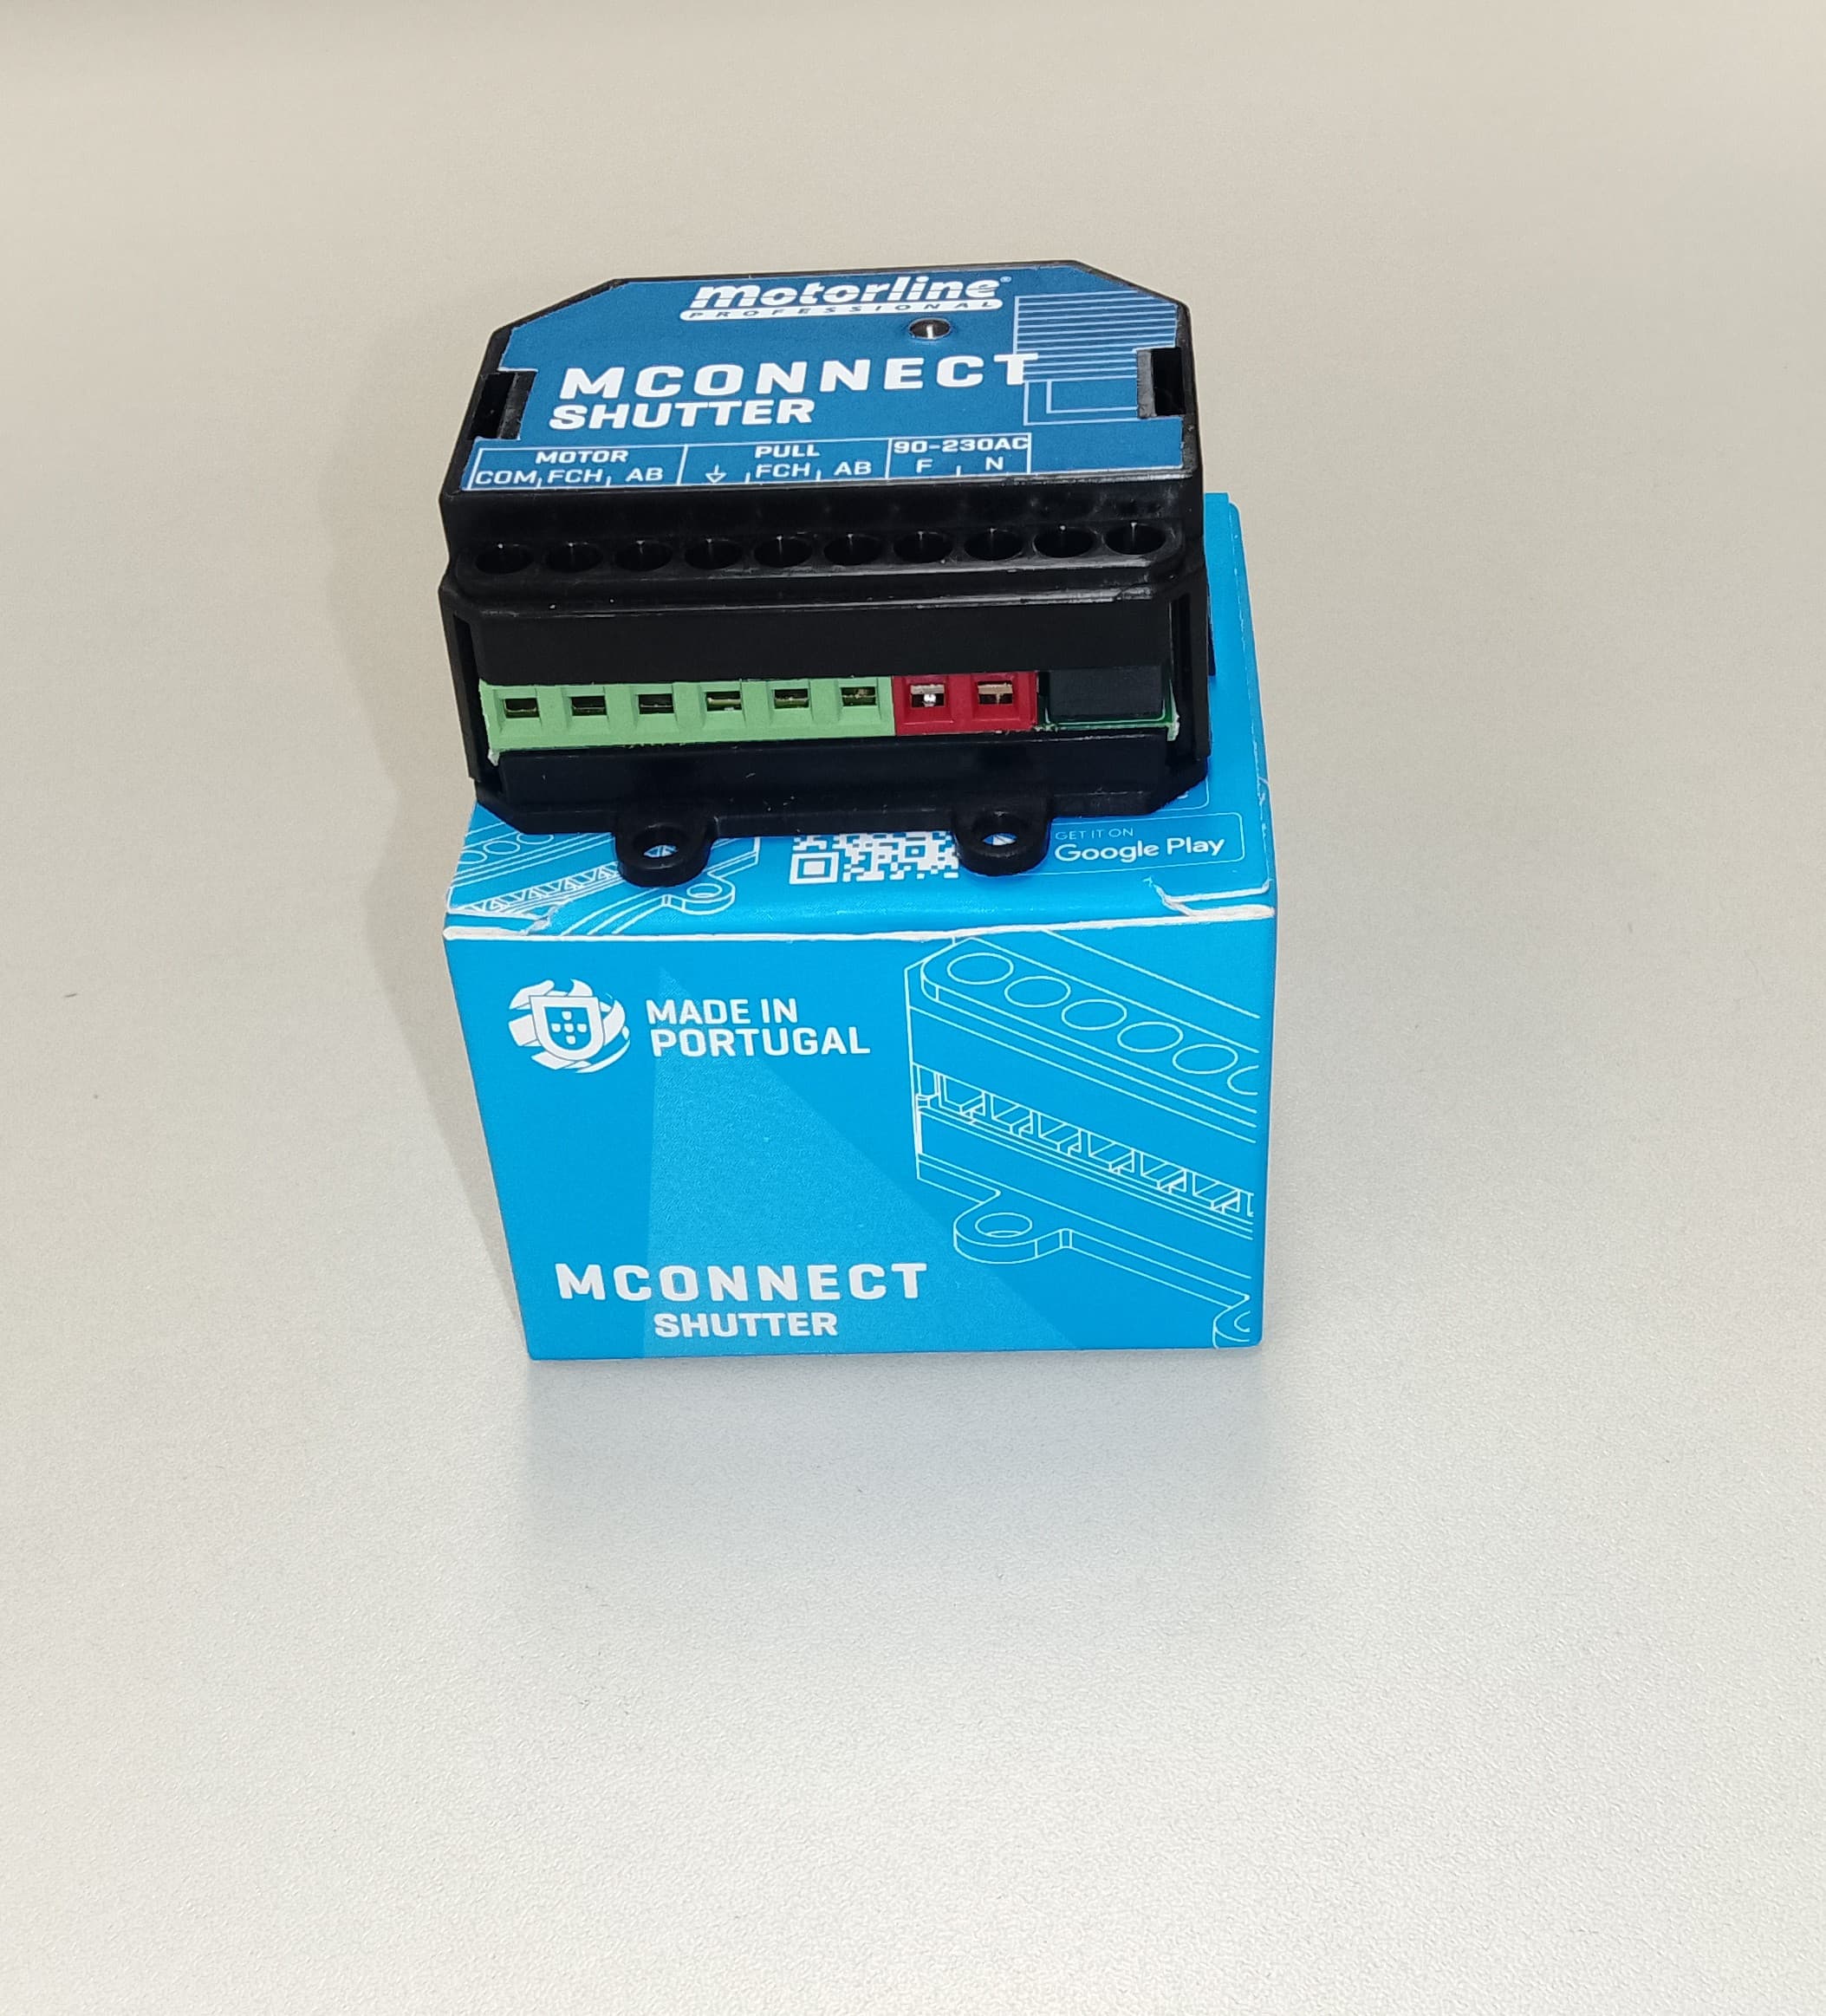 motorline®
PROFESSIONAL
MCONNECT
SHUTTER
MOTOR PULL 90-230AC
COM FCH AB FCH AB F N
GET IT ON
Google Play
MADE IN
PORTUGAL
MCONNECT
SHUTTER